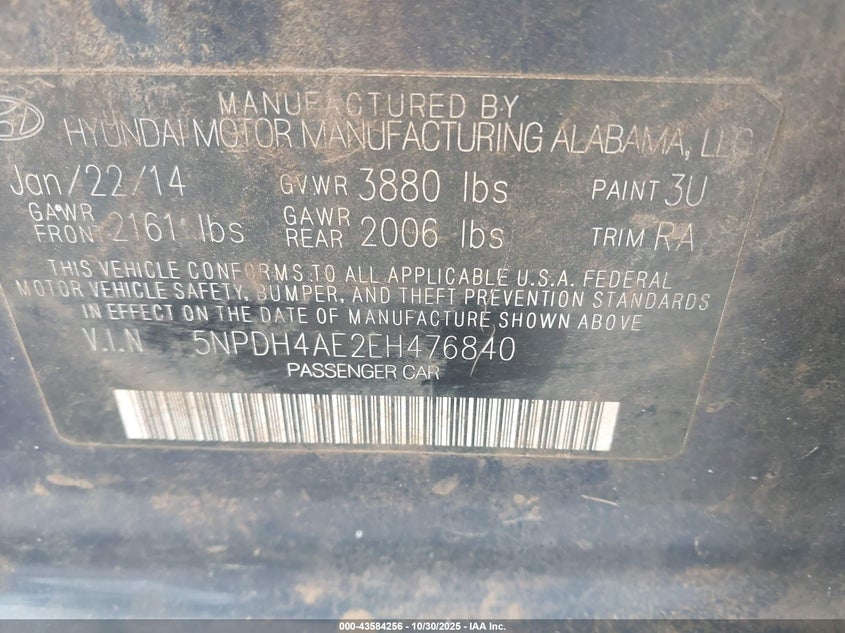 MANUFACTURED BY
HYUNDAI MOTOR MANUFACTURING ALABAMA, LLC
Jan/22/14 GVWR 3880 lbs PAINT 3U
GAWR FRONT 2161 lbs GAWR REAR 2006 lbs TRIM RA
THIS VEHICLE CONFORMS TO ALL APPLICABLE U.S.A. FEDERAL
MOTOR VEHICLE SAFETY, BUMPER, AND THEFT PREVENTION STANDARDS
IN EFFECT ON THE DATE OF MANUFACTURE SHOWN ABOVE
V.I.N 5NPDH4AE2EH476840
PASSENGER CAR
000-43584256 - 10/30/2025 - IAA Inc.